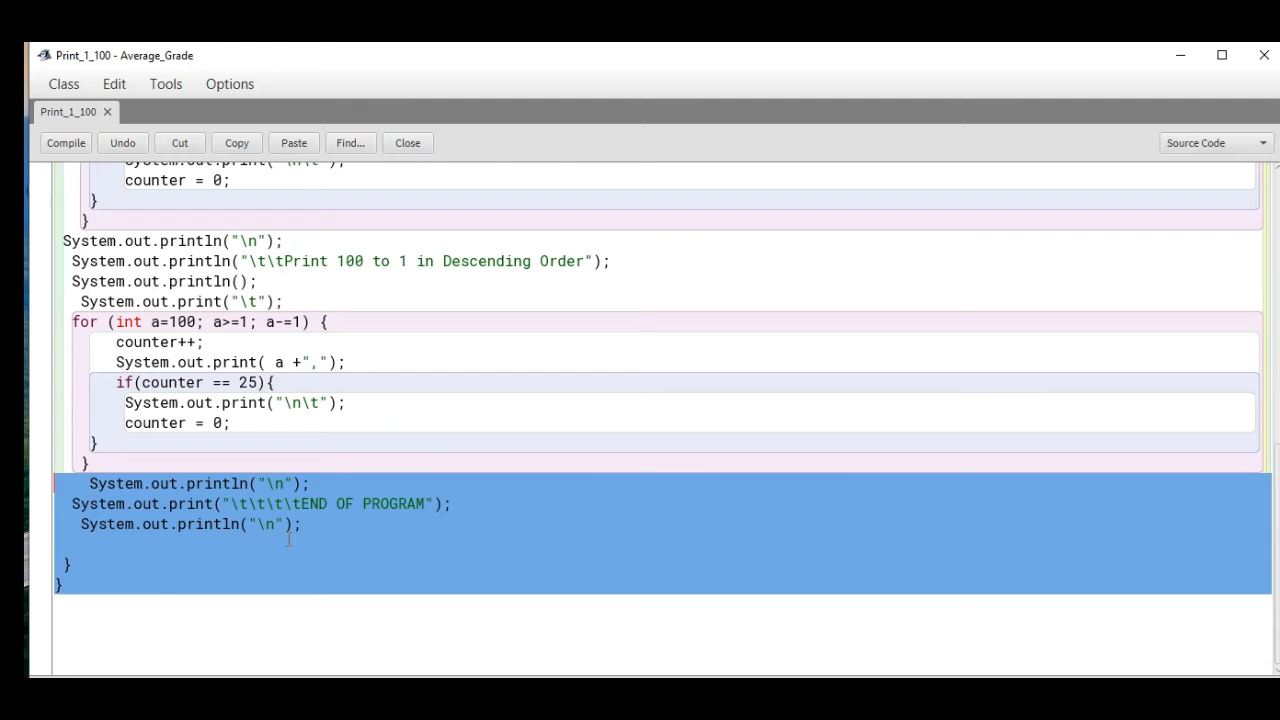 Print_1_100 - Average_Grade
Class Edit Tools Options
Print_1_100
Compile Undo Cut Copy Paste Find... Close Source Code
System.out.print("\n\t");
counter = 0;
}
}
System.out.println("\n");
System.out.println("\t\tPrint 100 to 1 in Descending Order");
System.out.println();
System.out.print("\t");
for (int a=100; a>=1; a-=1) {
counter++;
System.out.print( a +",");
if(counter == 25){
System.out.print("\n\t");
counter = 0;
}
}
System.out.println("\n");
System.out.print("\t\t\t\tEND OF PROGRAM");
System.out.println("\n");
}
}